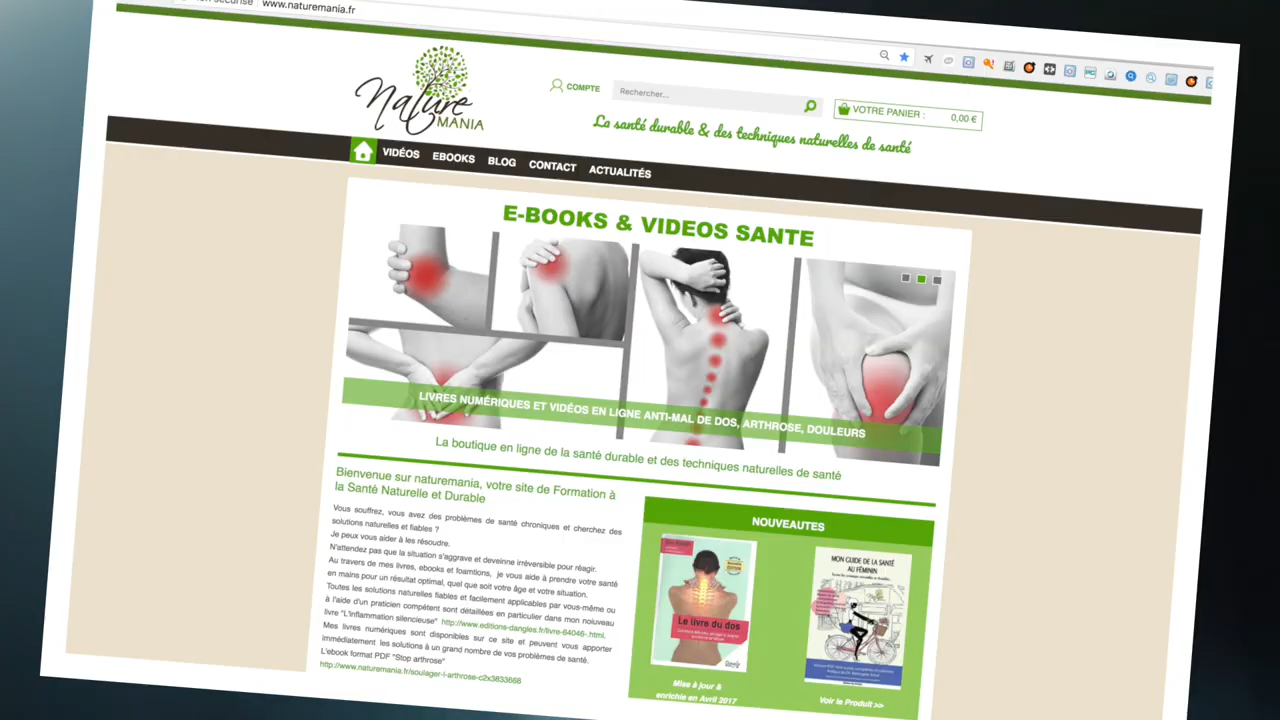 www.naturemania.fr
Nature
MANIA
COMPTE
Rechercher...
VOTRE PANIER :
0,00 €
La santé durable & des techniques naturelles de santé
VIDÉOS
EBOOKS
BLOG
CONTACT
ACTUALITÉS
E-BOOKS & VIDEOS SANTE
LIVRES NUMÉRIQUES ET VIDÉOS EN LIGNE ANTI-MAL DE DOS, ARTHROSE, DOULEURS
La boutique en ligne de la santé durable et des techniques naturelles de santé
Bienvenue sur naturemania, votre site de Formation à
la Santé Naturelle et Durable
Vous souffrez, vous avez des problèmes de santé chroniques et cherchez des
solutions naturelles et fiables ?
Je peux vous aider à les résoudre.
N'attendez pas que la situation s'aggrave et deveinne irréversible pour réagir.
Au travers de mes livres, ebooks et foamtions, je vous aide à prendre votre santé
en mains pour un résultat optimal, quel que soit votre âge et votre situation.
Toutes les solutions naturelles fiables et facilement applicables par vous-même ou
à l'aide d'un praticien compétent sont détaillées en particulier dans mon noiuveau
livre "L'inflammation silencieuse" http://www.editions-dangles.fr/livre-64046-.html.
Mes livres numériques sont disponibles sur ce site et peuvent vous apporter
immédiatement les solutions à un grand nombre de vos problèmes de santé.
L'ebook format PDF "Stop arthrose"
http://www.naturemania.fr/soulager-l-arthrose-c2x3833668
NOUVEAUTES
Le livre du dos
Mise à jour &
enrichie en Avril 2017
MON GUIDE DE LA SANTÉ
AU FÉMININ
Voir le Produit >>